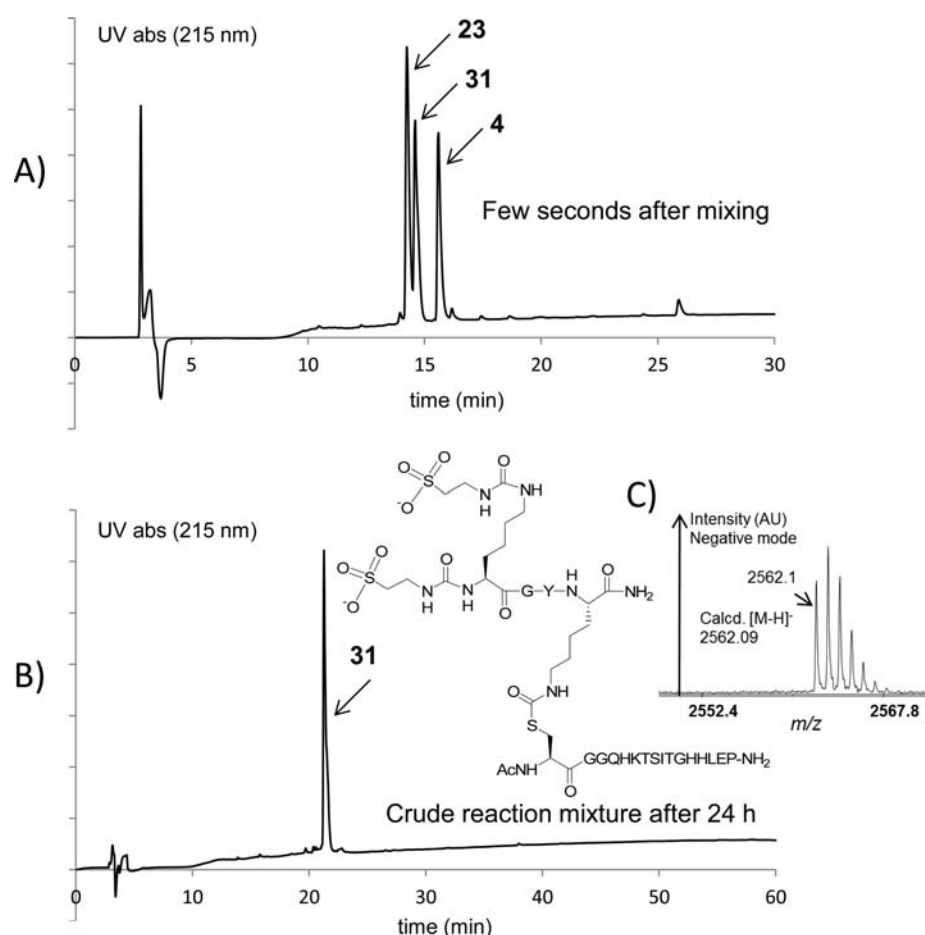 A)
UV abs (215 nm)
23
31
4
Few seconds after mixing
0 5 10 15 20 25 30
time (min)
B)
UV abs (215 nm)
31
O O S -O N H O N H
O O S -O N H O N H O G Y H N O NH2
O NH S
AcHN O GGQHKTSITGHHLEP-NH2
Crude reaction mixture after 24 h
0 10 20 30 40 50 60
time (min)
C)
Intensity (AU)
Negative mode
2562.1
Calcd. [M-H]-
2562.09
2552.4 2567.8
m/z